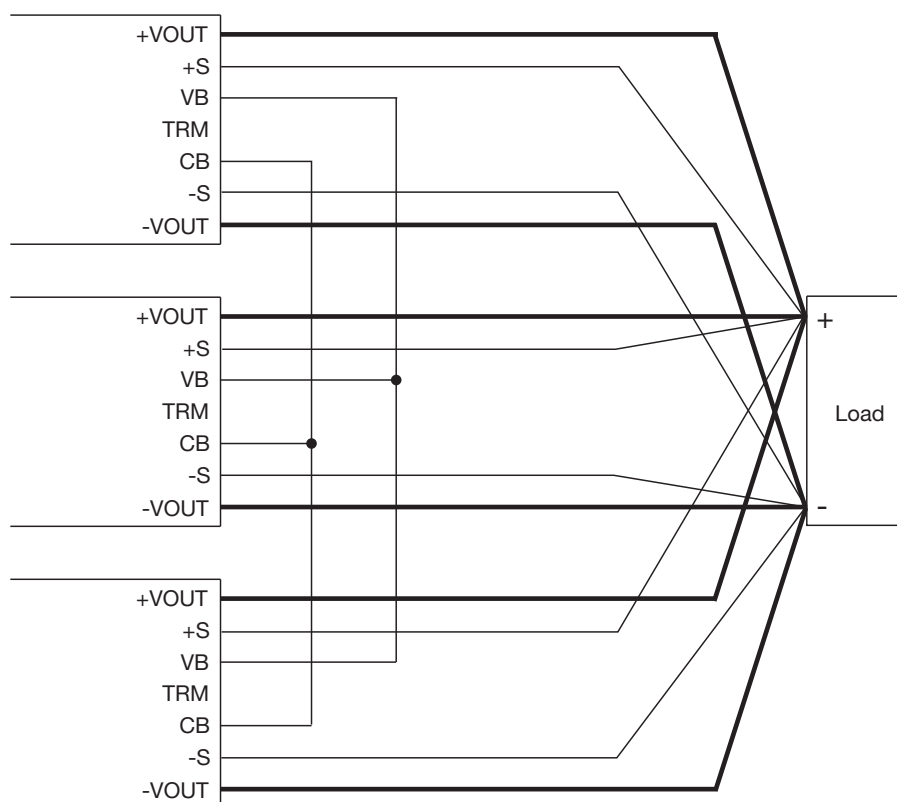 +VOUT
+S
VB
TRM
CB
-S
-VOUT
+VOUT
+S
VB
TRM
CB
-S
-VOUT
+
Load
-
+VOUT
+S
VB
TRM
CB
-S
-VOUT